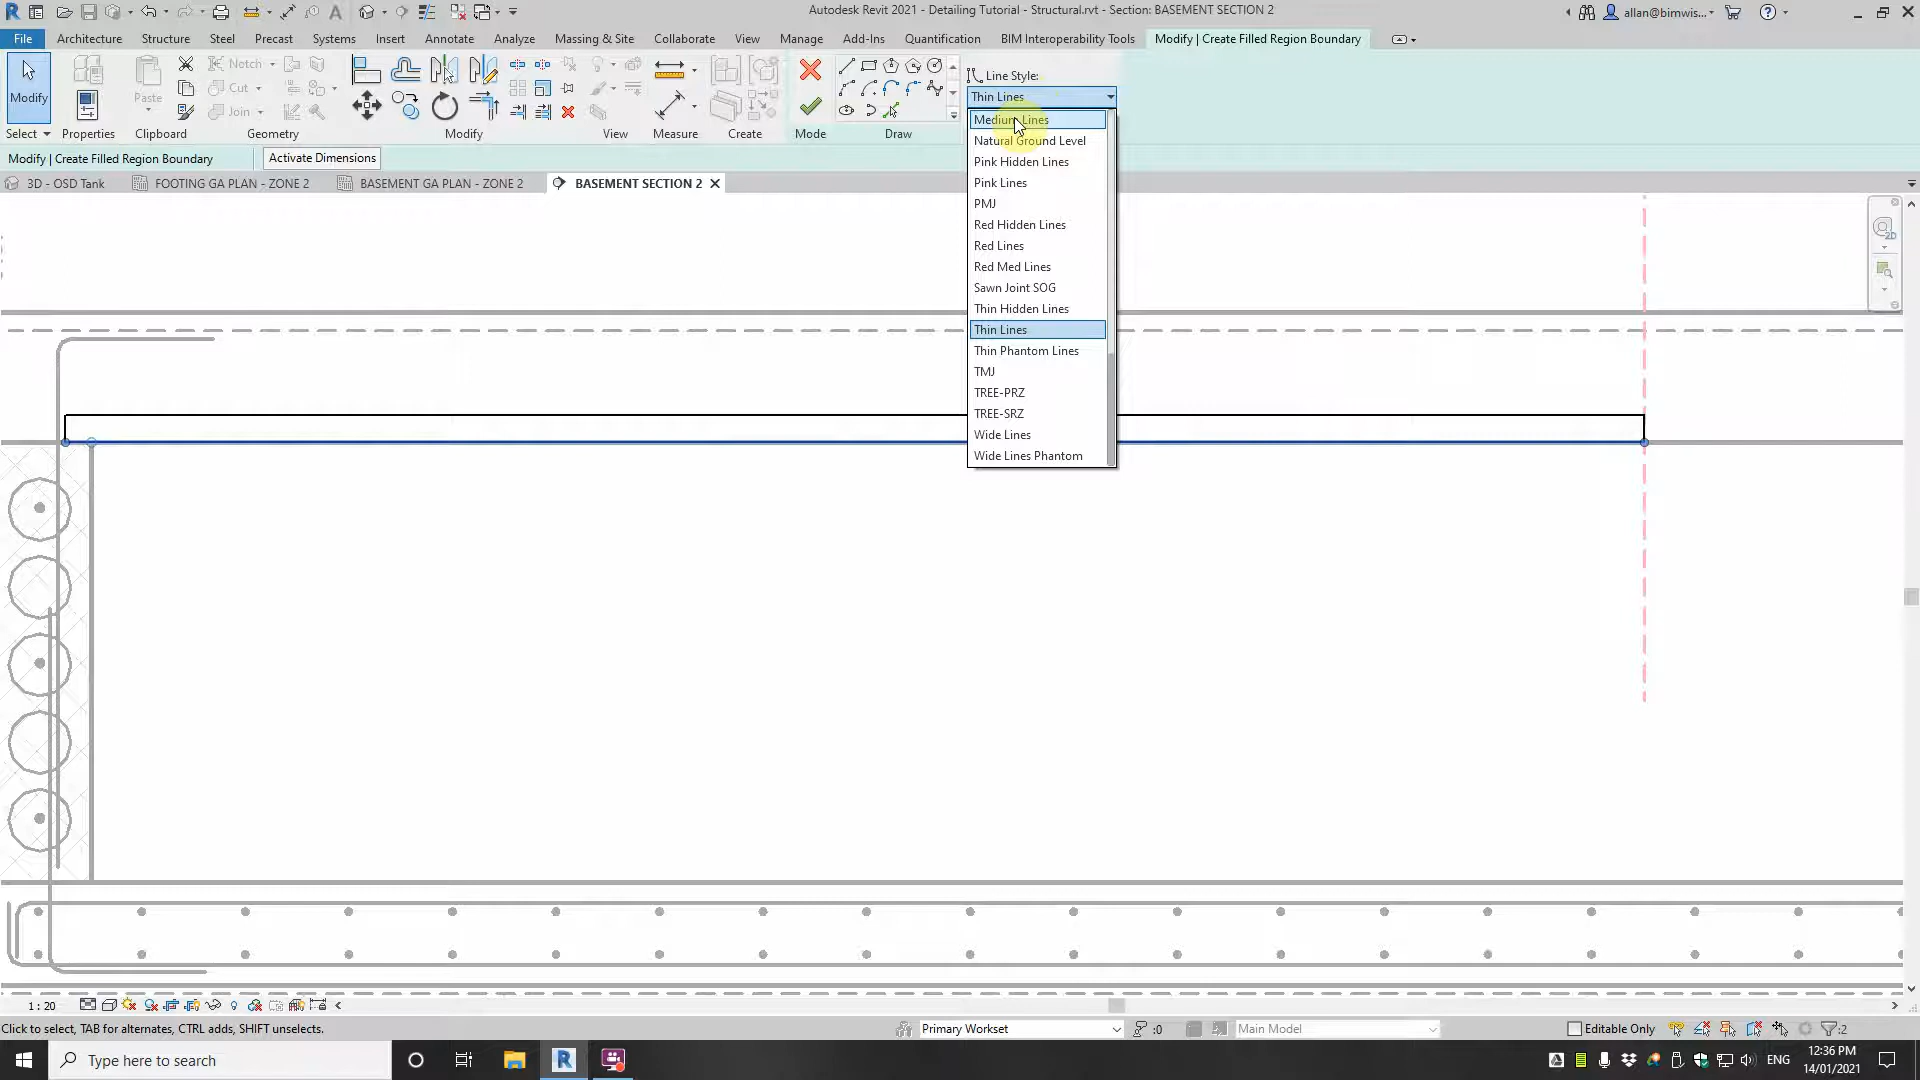 Autodesk Revit 2021 - Detailing Tutorial - Structural.rvt - Section: BASEMENT SECTION 2
allan@bimwis...
File Architecture Structure Steel Precast Systems Insert Annotate Analyze Massing & Site Collaborate View Manage Add-Ins Quantification BIM Interoperability Tools Modify | Create Filled Region Boundary
Modify
Paste
Notch
Cut
Join
Line Style:
Thin Lines
Select Properties Clipboard Geometry Modify View Measure Create Mode Draw
Modify | Create Filled Region Boundary Activate Dimensions
3D - OSD Tank FOOTING GA PLAN - ZONE 2 BASEMENT GA PLAN - ZONE 2 BASEMENT SECTION 2
Medium Lines
Natural Ground Level
Pink Hidden Lines
Pink Lines
PMJ
Red Hidden Lines
Red Lines
Red Med Lines
Sawn Joint SOG
Thin Hidden Lines
Thin Lines
Thin Phantom Lines
TMJ
TREE-PRZ
TREE-SRZ
Wide Lines
Wide Lines Phantom
2D
1 : 20
Click to select, TAB for alternates, CTRL adds, SHIFT unselects.
Primary Workset
:0
Main Model
Editable Only
:2
Type here to search
ENG
12:36 PM
14/01/2021